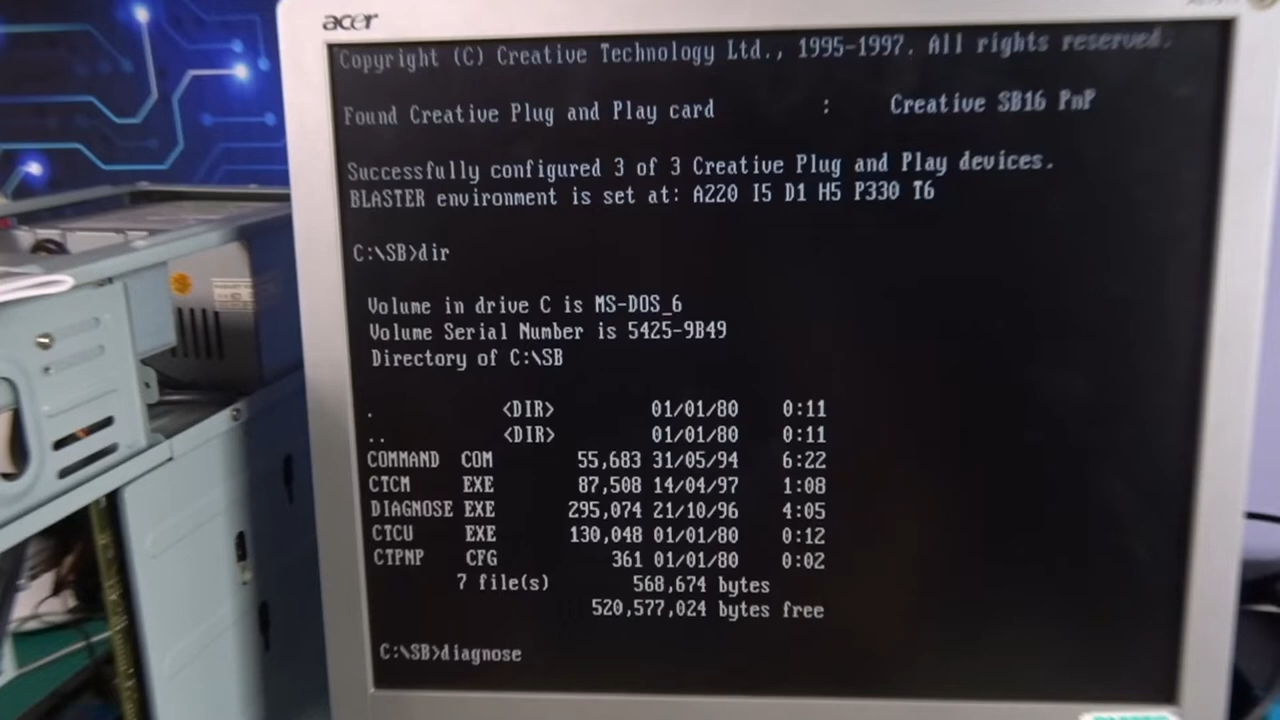 acer
Copyright (C) Creative Technology Ltd., 1995-1997. All rights reserved.
Found Creative Plug and Play card : Creative SB16 PnP
Successfully configured 3 of 3 Creative Plug and Play devices.
BLASTER environment is set at: A220 I5 D1 H5 P330 T6
C:\SB>dir
Volume in drive C is MS-DOS_6
Volume Serial Number is 5425-9B49
Directory of C:\SB
. <DIR> 01/01/80 0:11
.. <DIR> 01/01/80 0:11
COMMAND COM 55,683 31/05/94 6:22
CTCM EXE 87,508 14/04/97 1:08
DIAGNOSE EXE 295,074 21/10/96 4:05
CTCU EXE 130,048 01/01/80 0:12
CTPNP CFG 361 01/01/80 0:02
7 file(s) 568,674 bytes
520,577,024 bytes free
C:\SB>diagnose